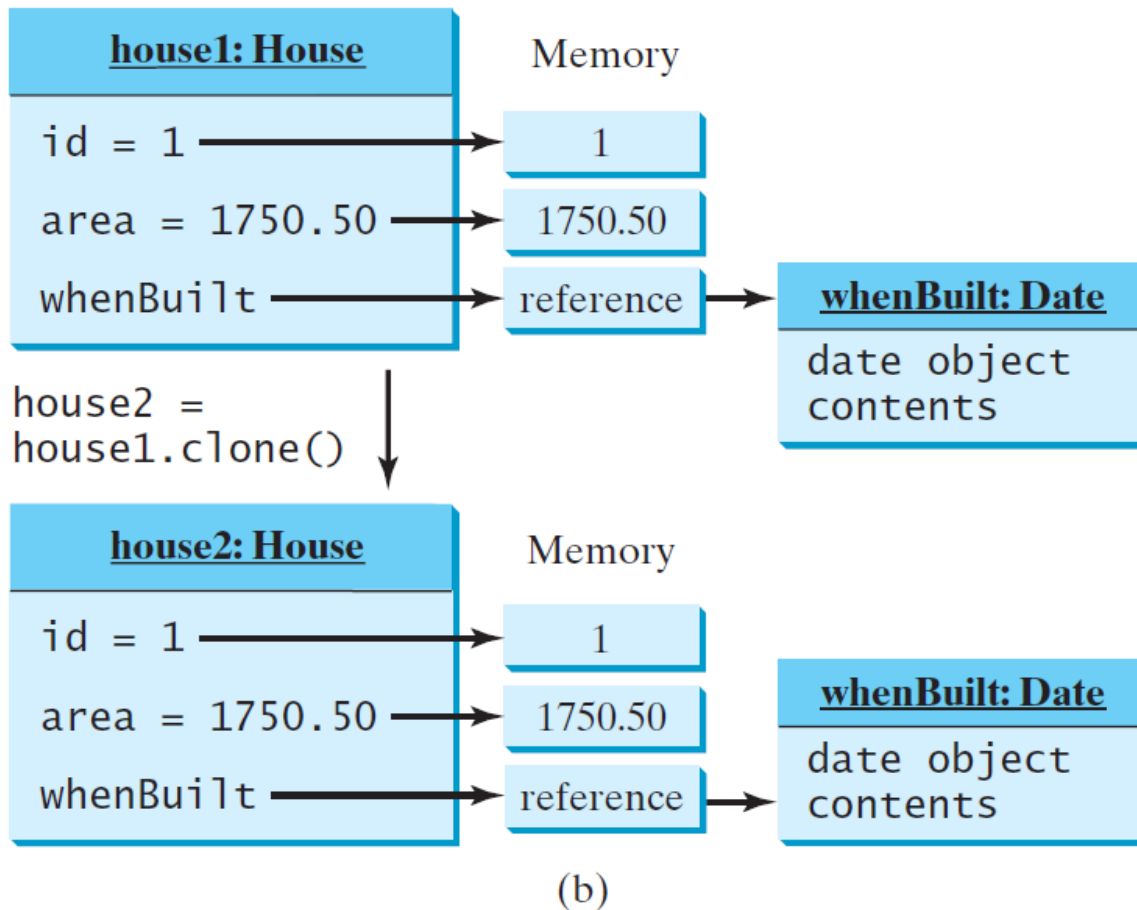 house1: House
Memory
id = 1
1
area = 1750.50
1750.50
whenBuilt
reference
whenBuilt: Date
date object
contents
house2 =
house1.clone()
house2: House
Memory
id = 1
1
area = 1750.50
1750.50
whenBuilt
reference
whenBuilt: Date
date object
contents
(b)